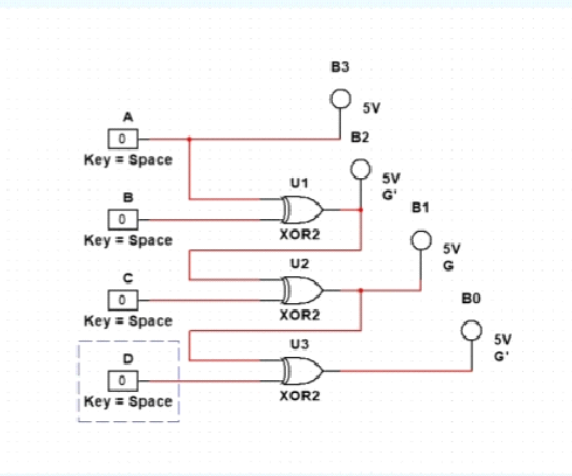 B3
5V
A
0
Key = Space
B2
5V
G'
U1
B
0
Key = Space
XOR2
B1
5V
G
U2
C
0
Key = Space
XOR2
B0
5V
G'
U3
D
0
Key = Space
XOR2